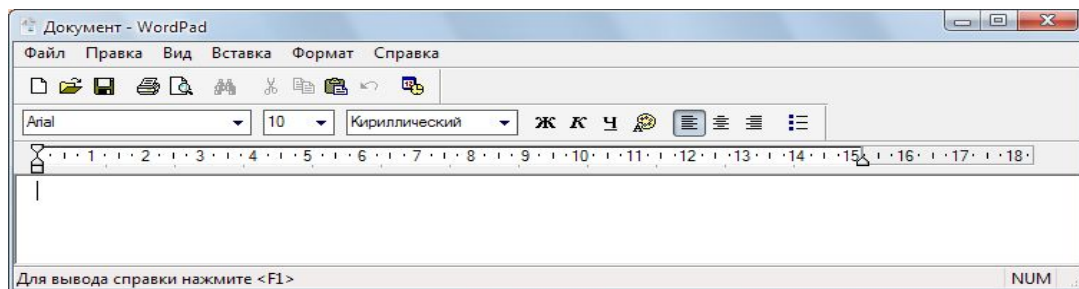 Документ - WordPad
Файл Правка Вид Вставка Формат Справка
Arial 10 Кириллический Ж К Ч
1 2 3 4 5 6 7 8 9 10 11 12 13 14 15 16 17 18
Для вывода справки нажмите <F1> NUM